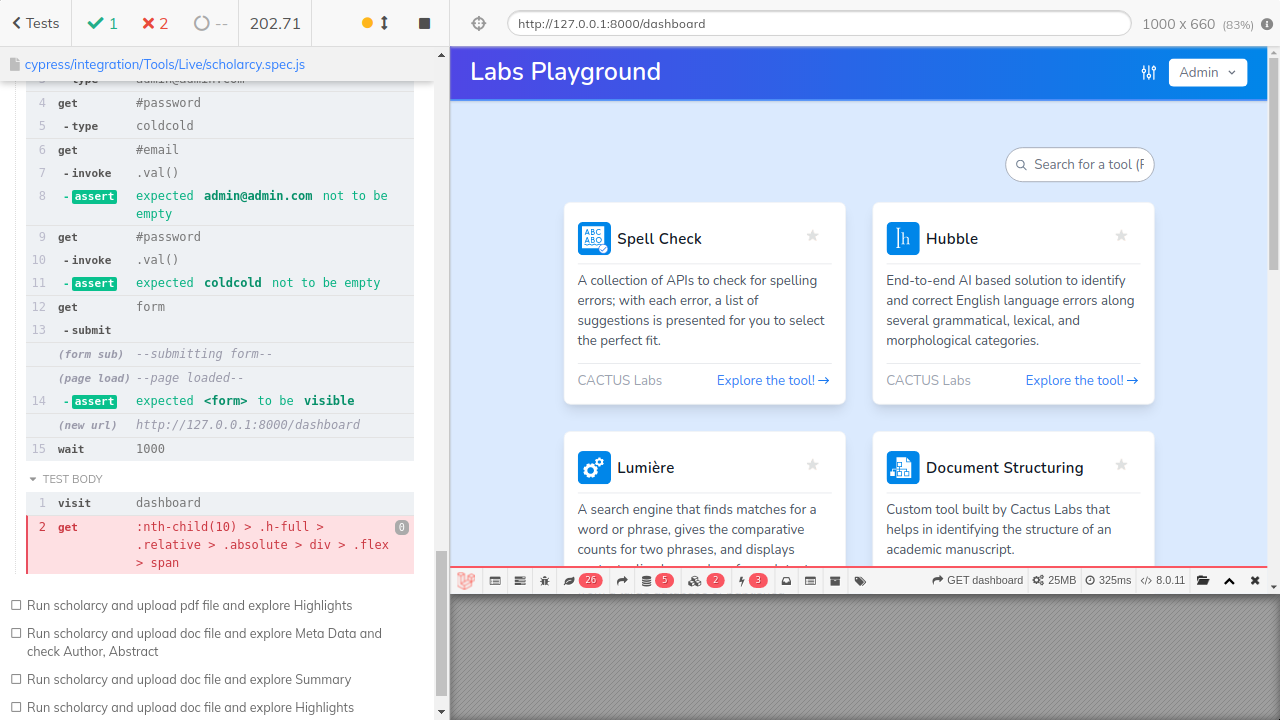 Tests
1
2
--
202.71
http://127.0.0.1:8000/dashboard
1000 x 660 (83%)
cypress/integration/Tools/Live/scholarcy.spec.js
3 -type admin@admin.com
4 get #password
5 -type coldcold
6 get #email
7 -invoke .val()
8 -assert expected admin@admin.com not to be
empty
9 get #password
10 -invoke .val()
11 -assert expected coldcold not to be empty
12 get form
13 -submit
(form sub) --submitting form--
(page load) --page loaded--
14 -assert expected <form> to be visible
(new url) http://127.0.0.1:8000/dashboard
15 wait 1000
TEST BODY
1 visit dashboard
2 get :nth-child(10) > .h-full > 0
.relative > .absolute > div > .flex
> span
Run scholarcy and upload pdf file and explore Highlights
Run scholarcy and upload doc file and explore Meta Data and
check Author, Abstract
Run scholarcy and upload doc file and explore Summary
Run scholarcy and upload doc file and explore Highlights
Labs Playground
Admin
Search for a tool (F
ABC
ABO
Spell Check
A collection of APIs to check for spelling
errors; with each error, a list of
suggestions is presented for you to select
the perfect fit.
CACTUS Labs Explore the tool! →
h
Hubble
End-to-end AI based solution to identify
and correct English language errors along
several grammatical, lexical, and
morphological categories.
CACTUS Labs Explore the tool! →
Lumière
A search engine that finds matches for a
word or phrase, gives the comparative
counts for two phrases, and displays
Document Structuring
Custom tool built by Cactus Labs that
helps in identifying the structure of an
academic manuscript.
26
5
2
3
GET dashboard
25MB
325ms
8.0.11